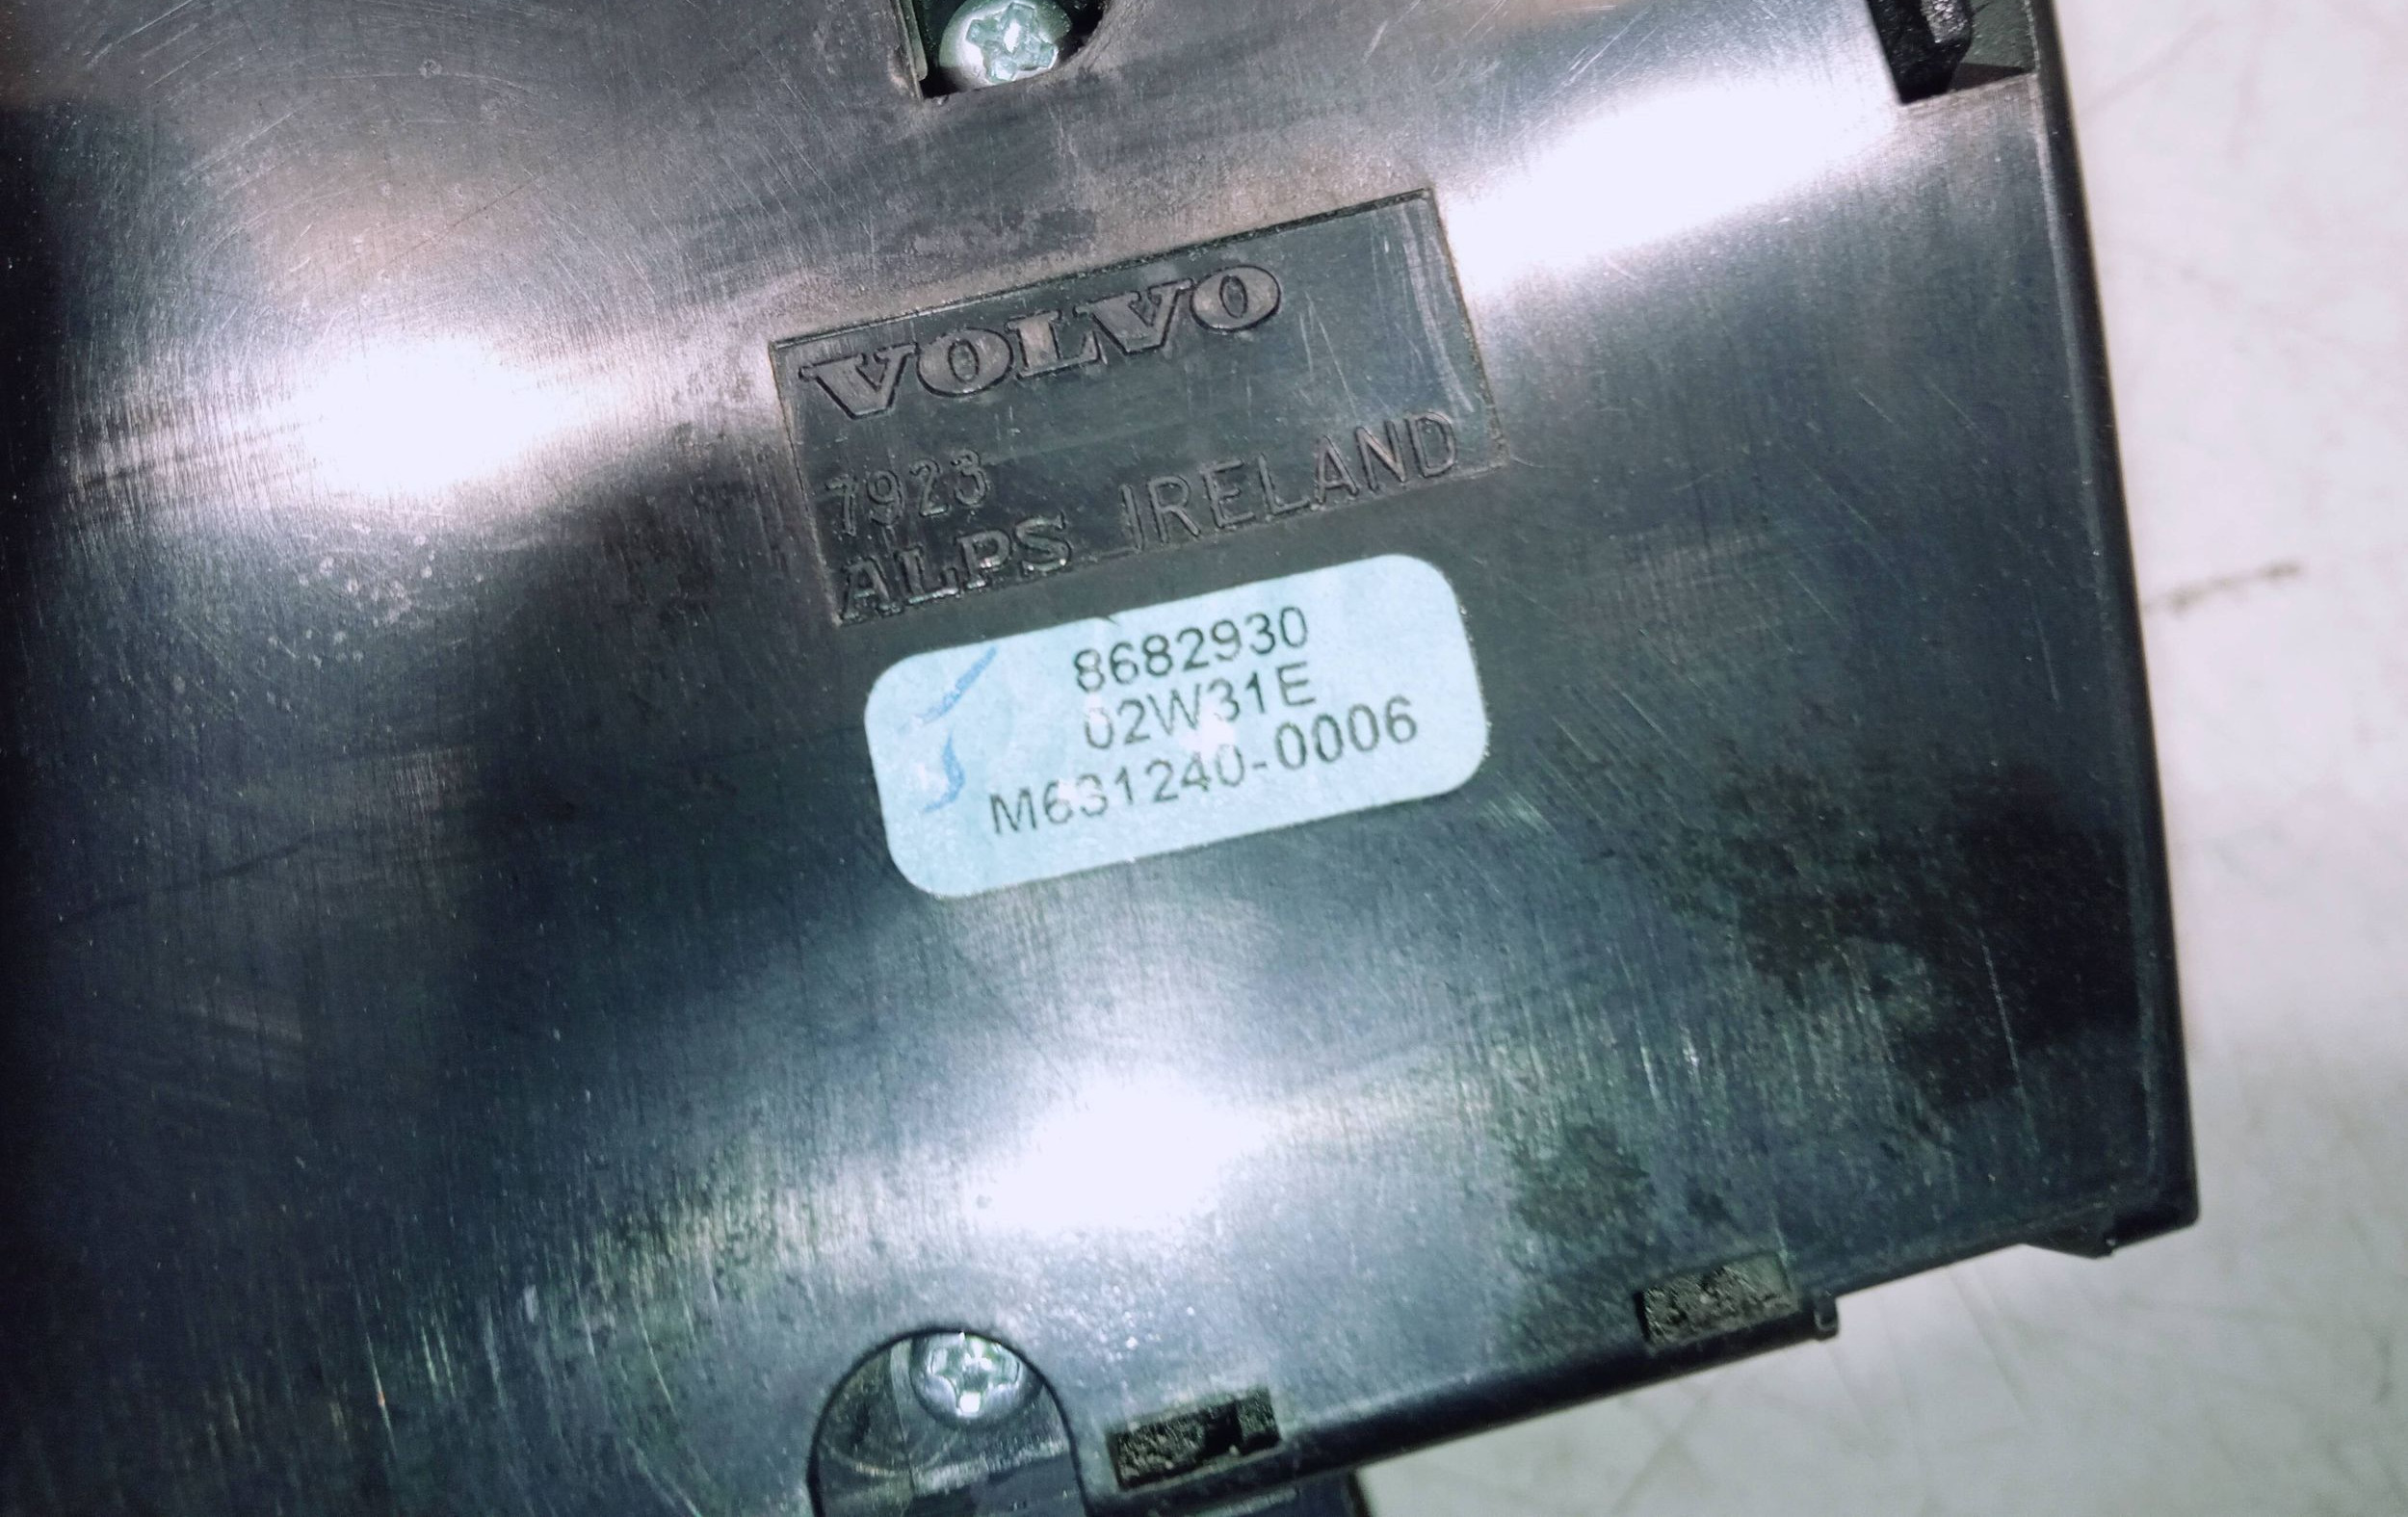 VOLVO
7923
ALPS IRELAND
8682930
02W31E
M631240-0006